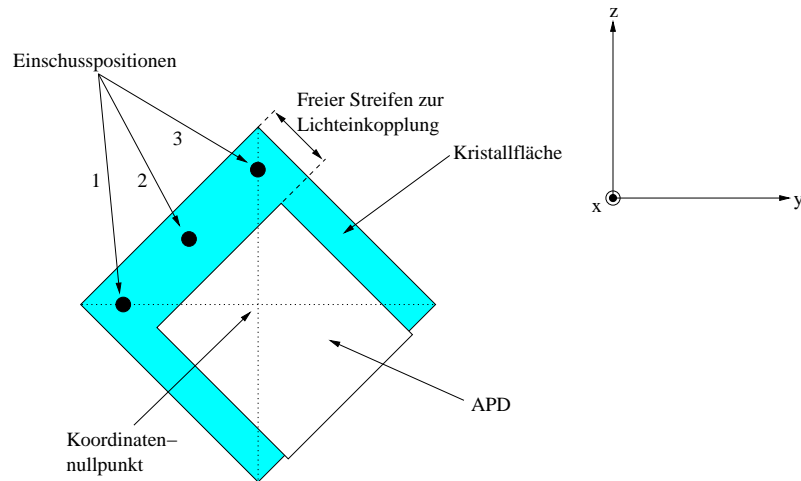 z
Einschusspositionen
Freier Streifen zur
Lichteinkopplung
3
Kristallfläche
1
2
x
y
APD
Koordinaten–
nullpunkt